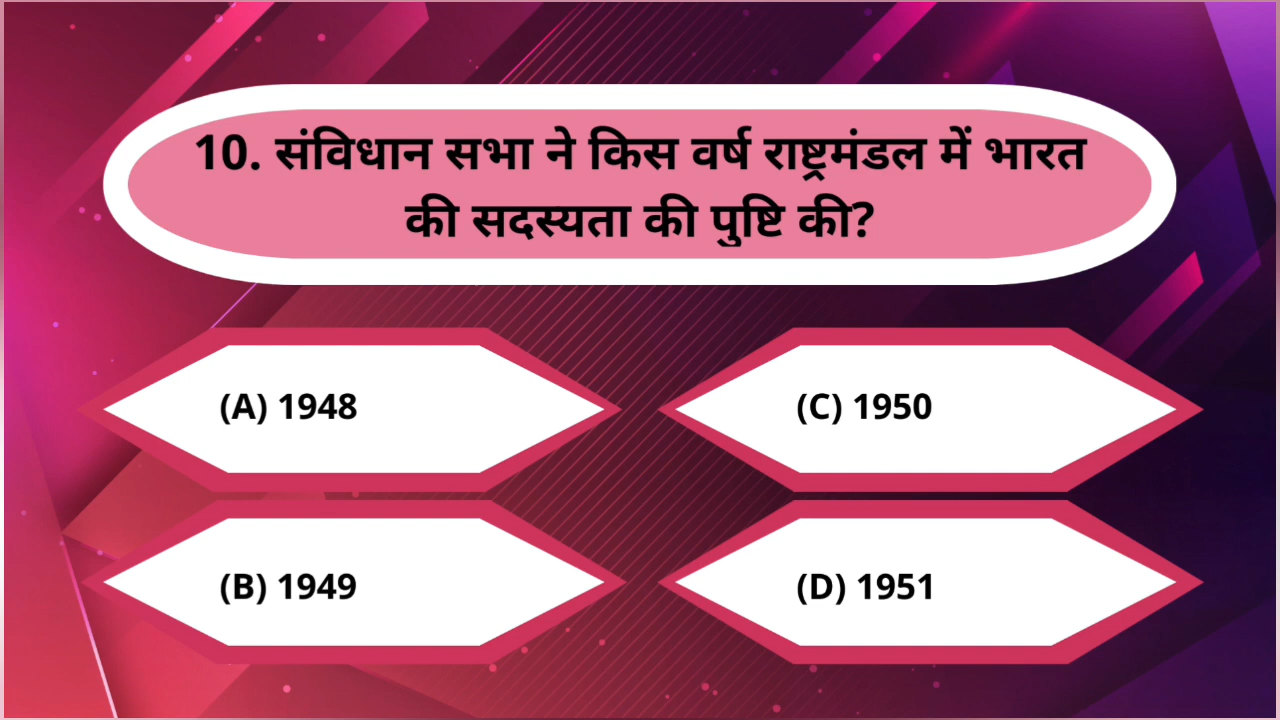 10. संविधान सभा ने किस वर्ष राष्ट्रमंडल में भारत
की सदस्यता की पुष्टि की?
(A) 1948
(B) 1949
(C) 1950
(D) 1951